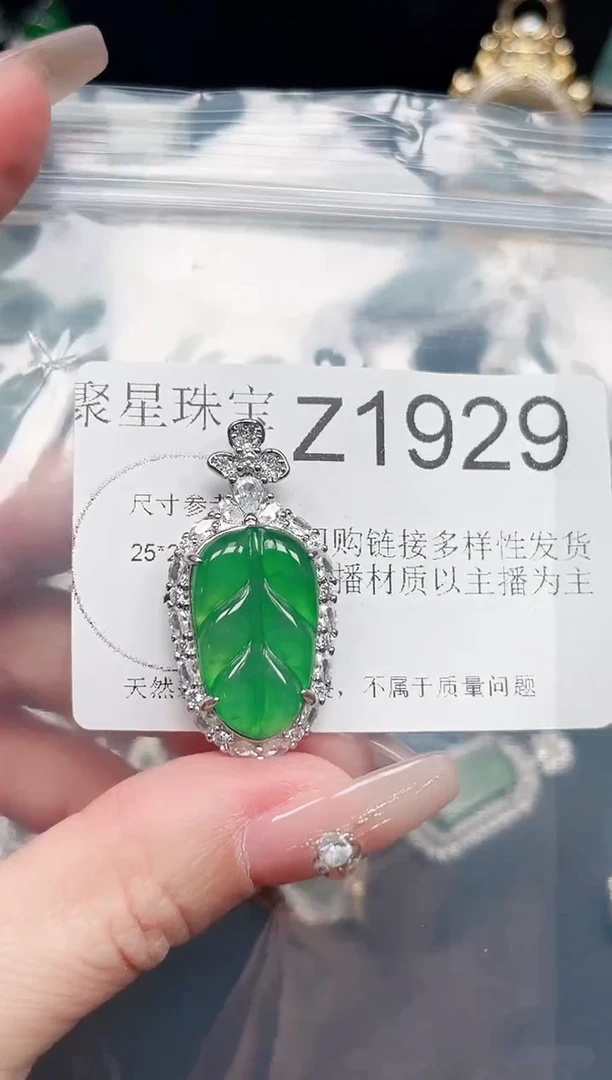 聚星珠宝 Z1929
尺寸参
25*2 购链接多样性发货
播材质以主播为主
天然 ，不属于质量问题